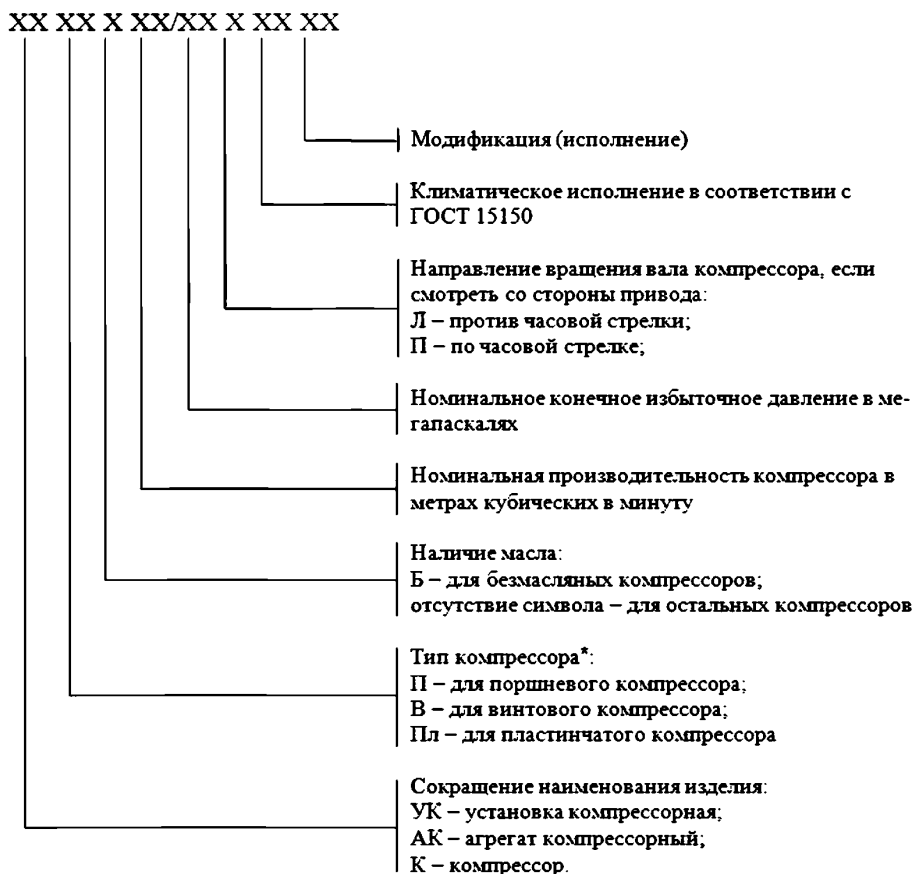 XX XX X XX/XX X XX XX
Модификация (исполнение)
Климатическое исполнение в соответствии с
ГОСТ 15150
Направление вращения вала компрессора, если
смотреть со стороны привода:
Л – против часовой стрелки;
П – по часовой стрелке;
Номинальное конечное избыточное давление в ме-
гапаскалях
Номинальная производительность компрессора в
метрах кубических в минуту
Наличие масла:
Б – для безмасляных компрессоров;
отсутствие символа – для остальных компрессоров
Тип компрессора*:
П – для поршневого компрессора;
В – для винтового компрессора;
Пл – для пластинчатого компрессора
Сокращение наименования изделия:
УК – установка компрессорная;
АК – агрегат компрессорный;
К – компрессор.